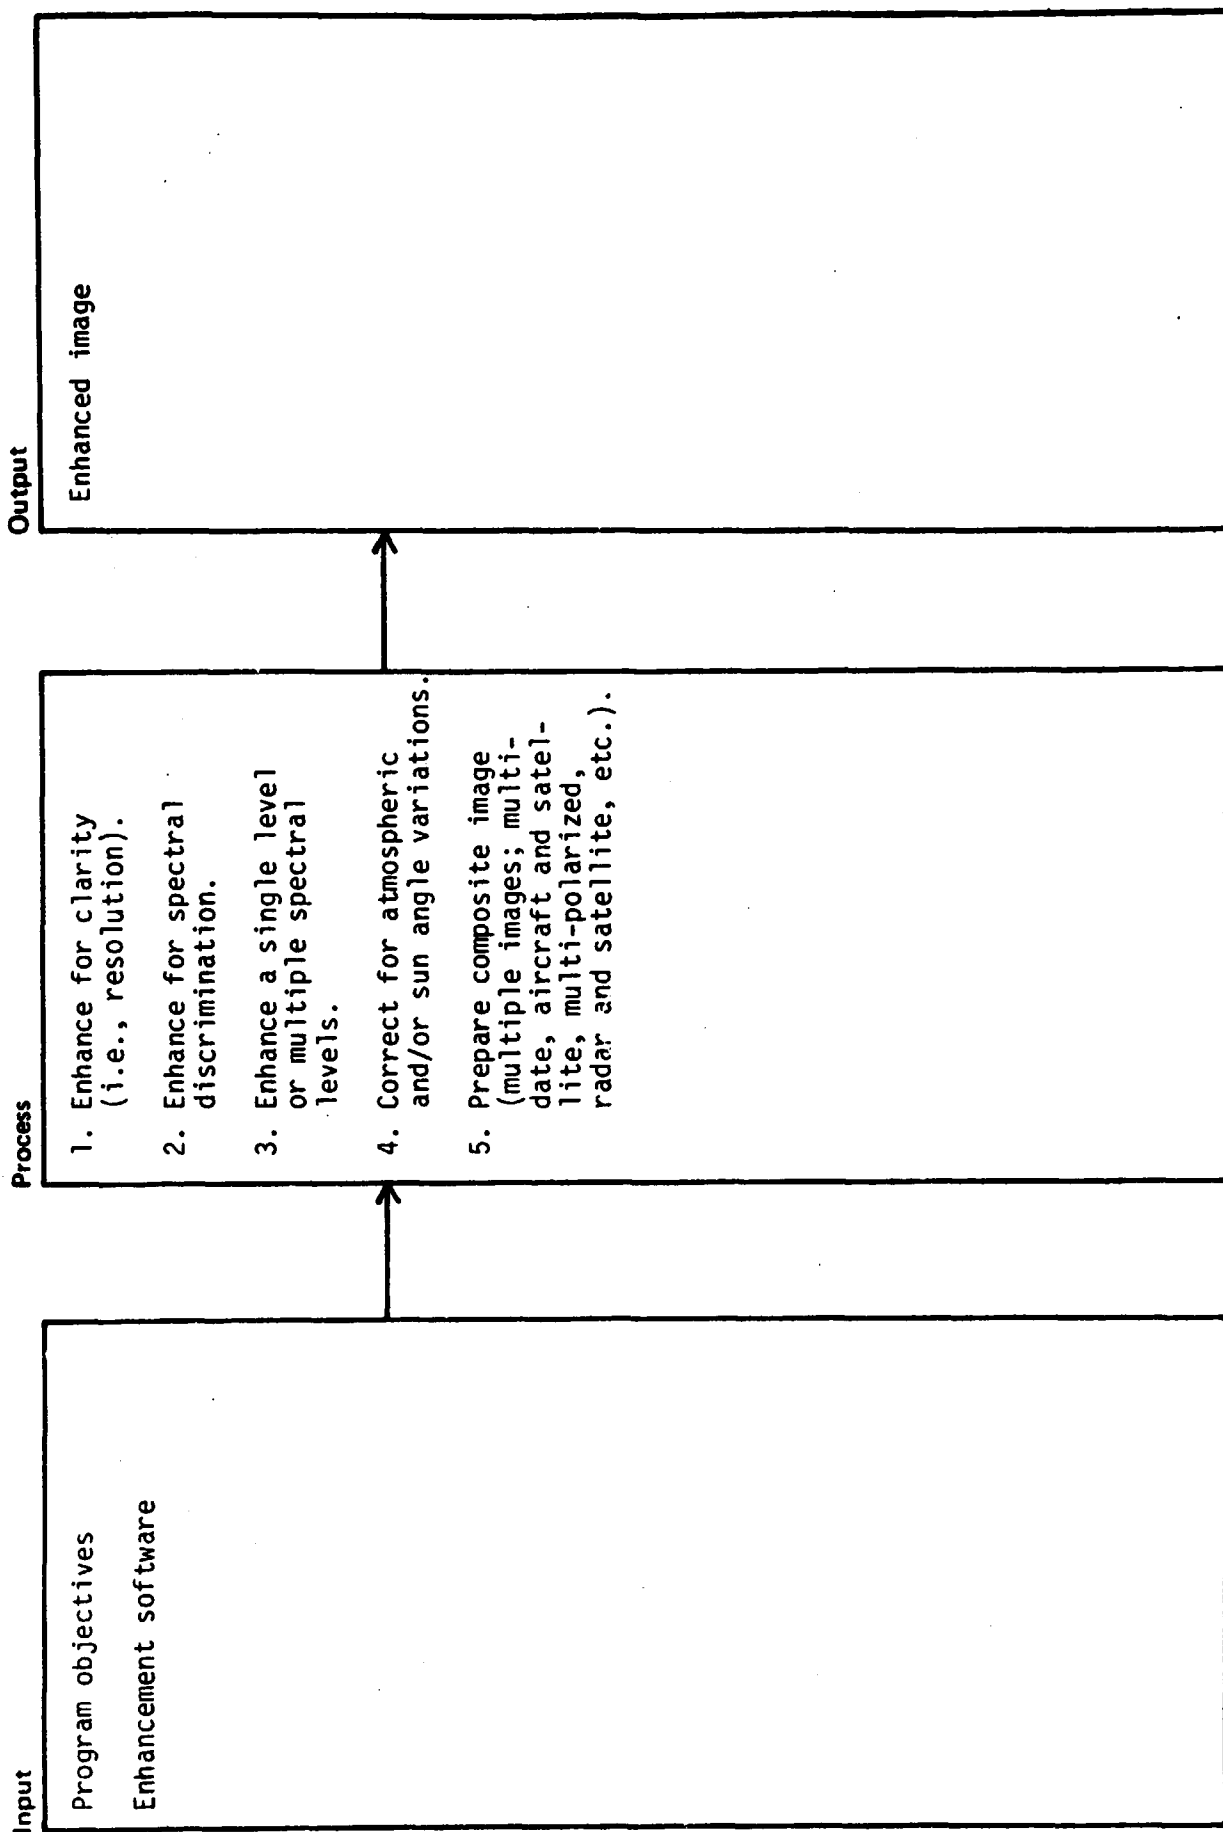 Input
Program objectives
Enhancement software
Process
1. Enhance for clarity
(i.e., resolution).
2. Enhance for spectral
discrimination.
3. Enhance a single level
or multiple spectral
levels.
4. Correct for atmospheric
and/or sun angle variations.
5. Prepare composite image
(multiple images; multi-
date, aircraft and satel-
lite, multi-polarized,
radar and satellite, etc.).
Output
Enhanced image